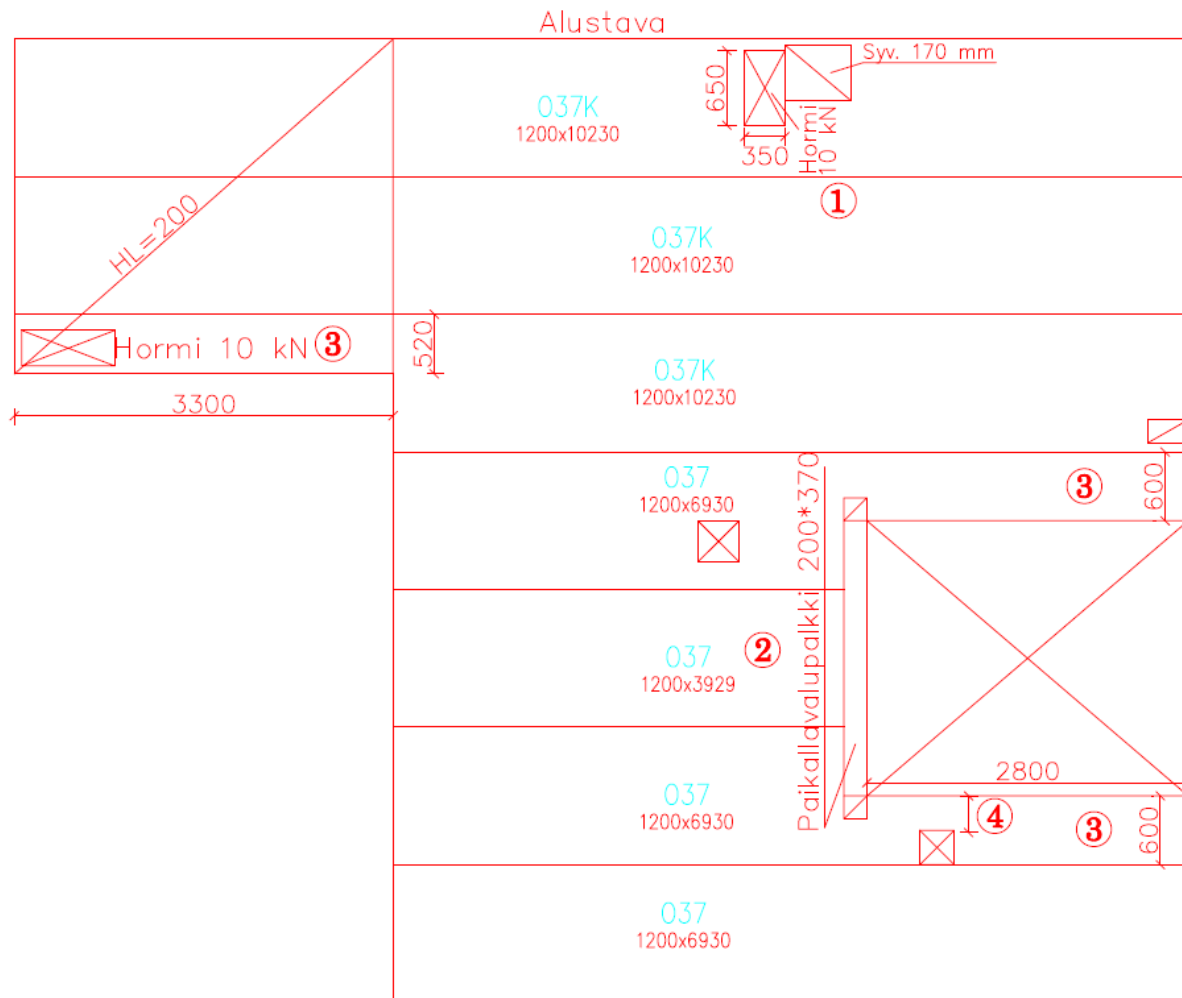 Alustava
Syv. 170 mm
650
037K
1200x10230
350
Hormi
10 kN
①
HL=200
037K
1200x10230
Hormi 10 kN ③
520
037K
1200x10230
3300
037
1200x6930
Paikallavalupalkki 200*370
③
600
037
1200x3929
②
2800
037
1200x6930
④
③
600
037
1200x6930